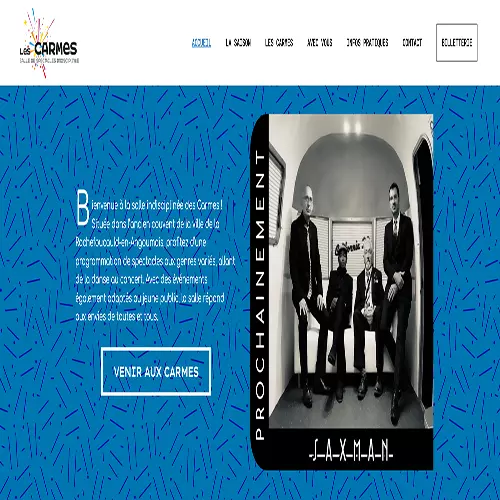 LES CARMES
SALLE DE SPECTACLES INDISCIPLINÉE
ACCUEIL
LA SAISON
LES CARMES
AVEC VOUS
INFOS PRATIQUES
CONTACT
BILLETTERIE
Bienvenue à la salle indisciplinée des Carmes !
Située dans l'ancien couvent de la ville de la
Rochefoucauld-en-Angoumois, profitez d'une
programmation de spectacles aux genres variés, allant
de la danse au concert. Avec des événements
également adaptés au jeune public, la salle répond
aux envies de toutes et tous.
VENIR AUX CARMES
PROCHAINEMENT
-S-A-X-M-A-N-